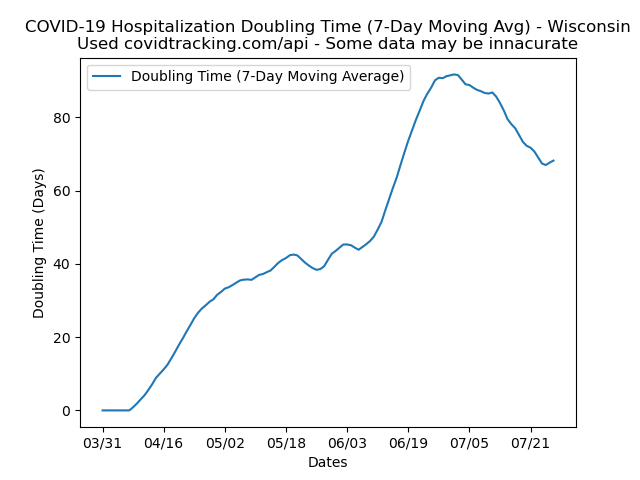 COVID-19 Hospitalization Doubling Time (7-Day Moving Avg) - Wisconsin
Used covidtracking.com/api - Some data may be innacurate
Doubling Time (7-Day Moving Average)
Doubling Time (Days)
80
60
40
20
0
03/31 04/16 05/02 05/18 06/03 06/19 07/05 07/21
Dates